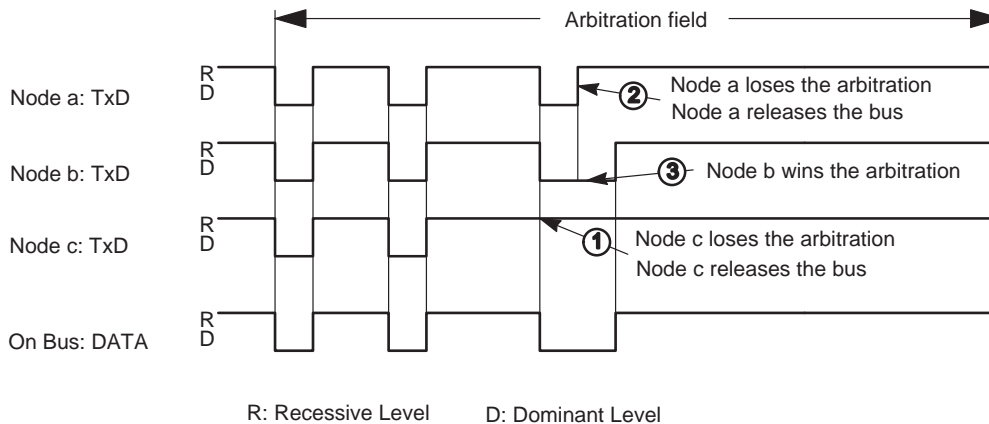 Arbitration field
Node a: TxD
R
D
② Node a loses the arbitration
Node a releases the bus
Node b: TxD
R
D
③ Node b wins the arbitration
Node c: TxD
R
D
① Node c loses the arbitration
Node c releases the bus
On Bus: DATA
R
D
R: Recessive Level D: Dominant Level